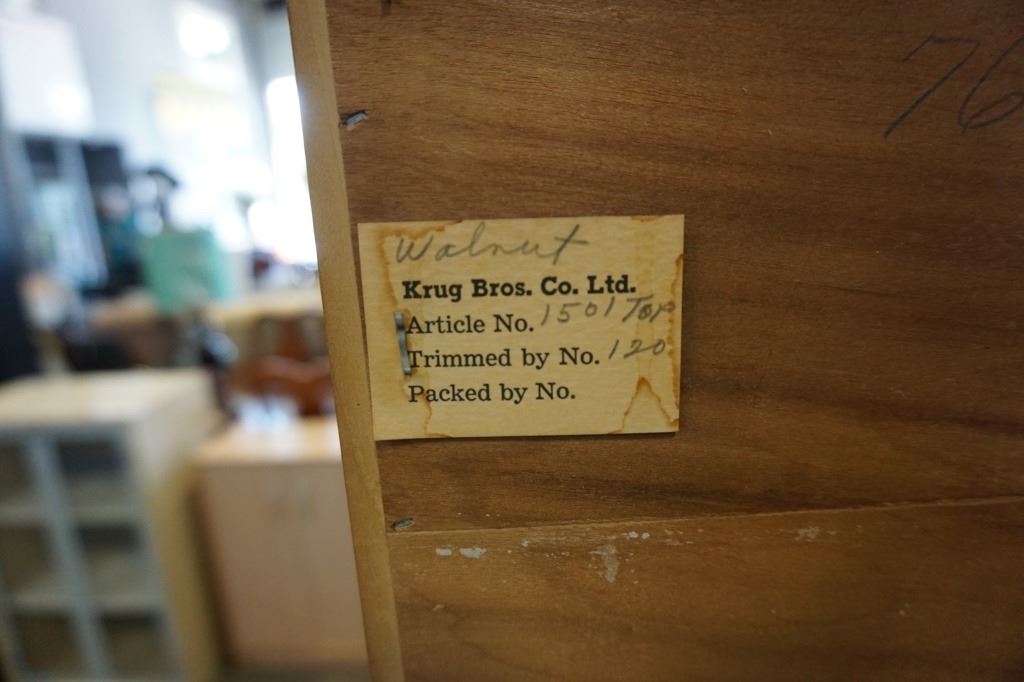 76
Walnut
Krug Bros. Co. Ltd.
Article No. 1501 Top
Trimmed by No. 120
Packed by No.